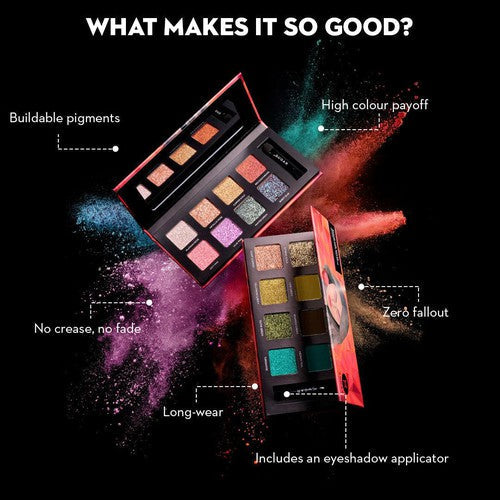 WHAT MAKES IT SO GOOD?
High colour payoff
Buildable pigments
Zero fallout
No crease, no fade
Long-wear
Includes an eyeshadow applicator